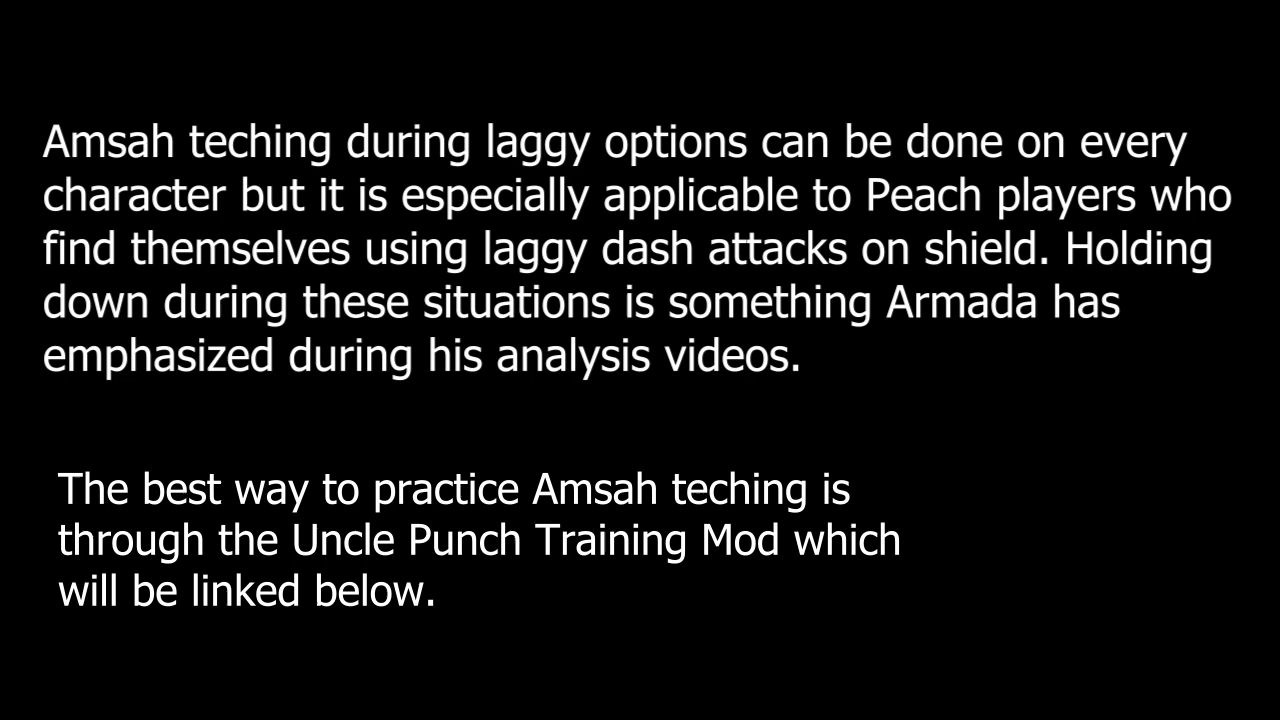 Amsah teching during laggy options can be done on every
character but it is especially applicable to Peach players who
find themselves using laggy dash attacks on shield. Holding
down during these situations is something Armada has
emphasized during his analysis videos.
The best way to practice Amsah teching is
through the Uncle Punch Training Mod which
will be linked below.